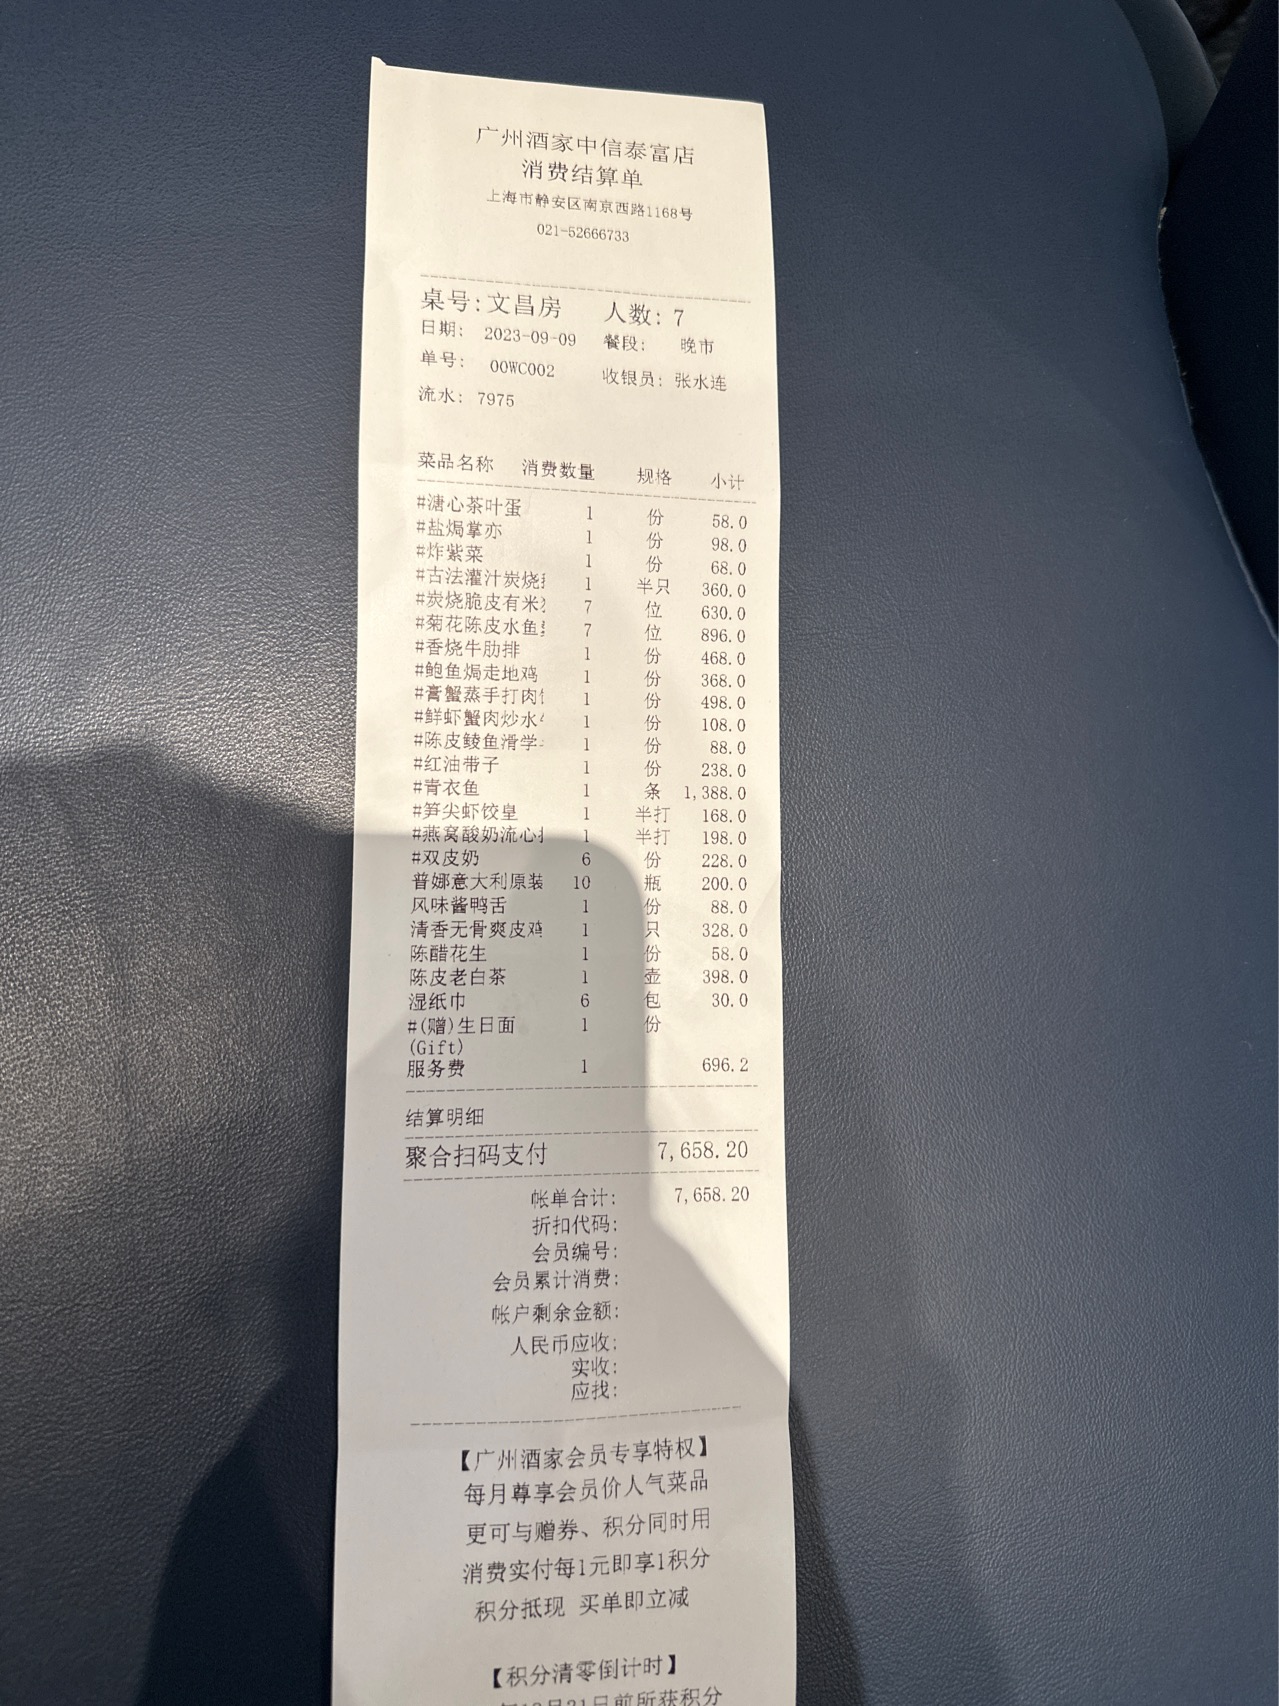 广州酒家中信泰富店
消费结算单
上海市静安区南京西路1168号
021-52666733
桌号:文昌房 人数: 7
日期: 2023-09-09 餐段: 晚市
单号: 00WC002 收银员: 张水连
流水: 7975
菜品名称 消费数量 规格 小计
#溏心茶叶蛋 1 份 58.0
#盐焗掌亦 1 份 98.0
#炸紫菜 1 份 68.0
#古法灌汁炭烧 1 半只 360.0
#炭烧脆皮有米 7 位 630.0
#菊花陈皮水鱼 7 位 896.0
#香烧牛肋排 1 份 468.0
#鲍鱼焗走地鸡 1 份 368.0
#膏蟹蒸手打肉 1 份 498.0
#鲜虾蟹肉炒水 1 份 108.0
#陈皮鲮鱼滑学 1 份 88.0
#红油带子 1 份 238.0
#青衣鱼 1 条 1,388.0
#笋尖虾饺皇 1 半打 168.0
#燕窝酸奶流心 1 半打 198.0
#双皮奶 6 份 228.0
普娜意大利原装 10 瓶 200.0
风味酱鸭舌 1 份 88.0
清香无骨爽皮鸡 1 只 328.0
陈醋花生 1 份 58.0
陈皮老白茶 1 壶 398.0
湿纸巾 6 包 30.0
#(赠)生日面 1 份
(Gift)
服务费 1 696.2
结算明细
聚合扫码支付 7,658.20
帐单合计: 7,658.20
折扣代码:
会员编号:
会员累计消费:
帐户剩余金额:
人民币应收:
实收:
应找:
【广州酒家会员专享特权】
每月尊享会员价人气菜品
更可与赠券、积分同时用
消费实付每1元即享1积分
积分抵现 买单即立减
【积分清零倒计时】
年12月31日前所获积分